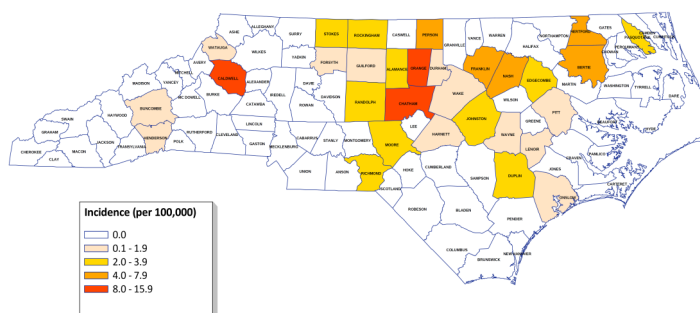 ASHE
ALLEGHANY
SURRY
STOKES
ROCKINGHAM
CASWELL
PERSON
GRANVILLE
VANCE
WARREN
NORTHAMPTON
HERTFORD
GATES
WATAUGA
WILKES
YADKIN
FORSYTH
GUILFORD
ALAMANCE
ORANGE
DURHAM
FRANKLIN
HALIFAX
BERTIE
PERQUIMANS
AVERY
MITCHELL
CALDWELL
ALEXANDER
IREDELL
DAVIE
DAVIDSON
RANDOLPH
CHATHAM
WAKE
NASH
EDGECOMBE
MARTIN
WASHINGTON
TYRRELL
DARE
MADISON
YANCEY
BURKE
MCDOWELL
CATAWBA
ROWAN
WILSON
PITT
BEAUFORT
HYDE
SWAIN
HAYWOOD
BUNCOMBE
RUTHERFORD
CLEVELAND
LINCOLN
LEE
JOHNSTON
GREENE
WAYNE
GRAHAM
JACKSON
HENDERSON
TRANSYLVANIA
POLK
GASTON
MECKLENBURG
CABARRUS
STANLY
MONTGOMERY
MOORE
HARNETT
LENOIR
CRAVEN
PAMLICO
CHEROKEE
CLAY
MACON
UNION
ANSON
RICHMOND
HOKE
CUMBERLAND
SAMPSON
DUPLIN
JONES
ONSLOW
CARTERET
SCOTLAND
ROBESON
BLADEN
PENDER
COLUMBUS
BRUNSWICK
NEW HANOVER
Incidence (per 100,000)
0.0
0.1 - 1.9
2.0 - 3.9
4.0 - 7.9
8.0 - 15.9